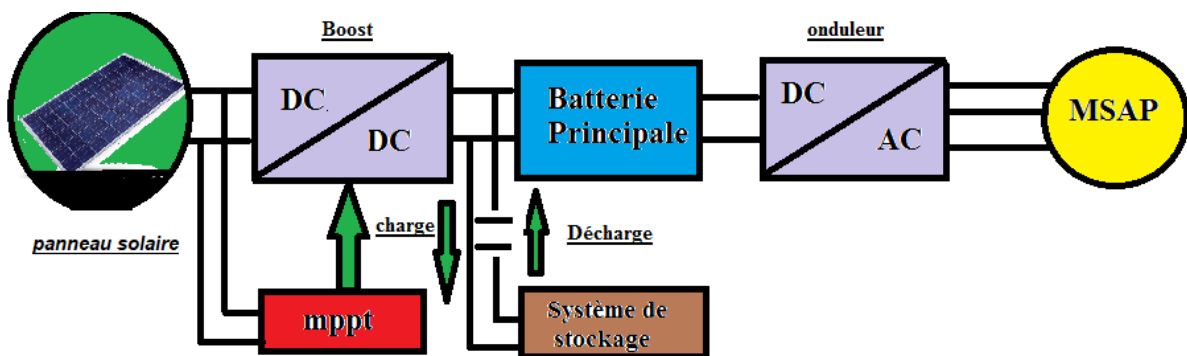 Boost
onduleur
DC
DC
Batterie
Principale
DC
AC
MSAP
panneau solaire
charge
Décharge
mppt
Système de
stockage